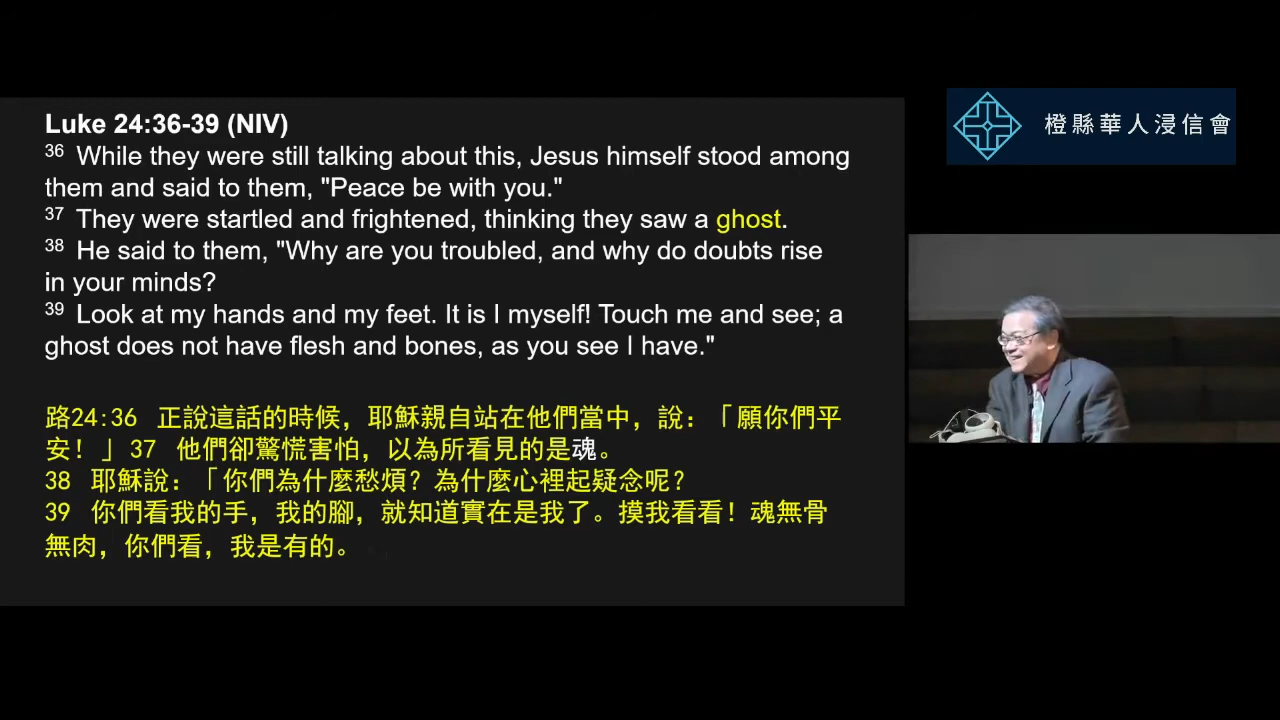 Luke 24:36-39 (NIV)
36 While they were still talking about this, Jesus himself stood among
them and said to them, "Peace be with you."
37 They were startled and frightened, thinking they saw a ghost.
38 He said to them, "Why are you troubled, and why do doubts rise
in your minds?
39 Look at my hands and my feet. It is I myself! Touch me and see; a
ghost does not have flesh and bones, as you see I have."
路24:36 正說這話的時候，耶穌親自站在他們當中，說：「願你們平
安！」37 他們卻驚慌害怕，以為所看見的是魂。
38 耶穌說：「你們為什麼愁煩？為什麼心裡起疑念呢？
39 你們看我的手，我的腳，就知道實在是我了。摸我看看！魂無骨
無肉，你們看，我是有的。
橙縣華人浸信會